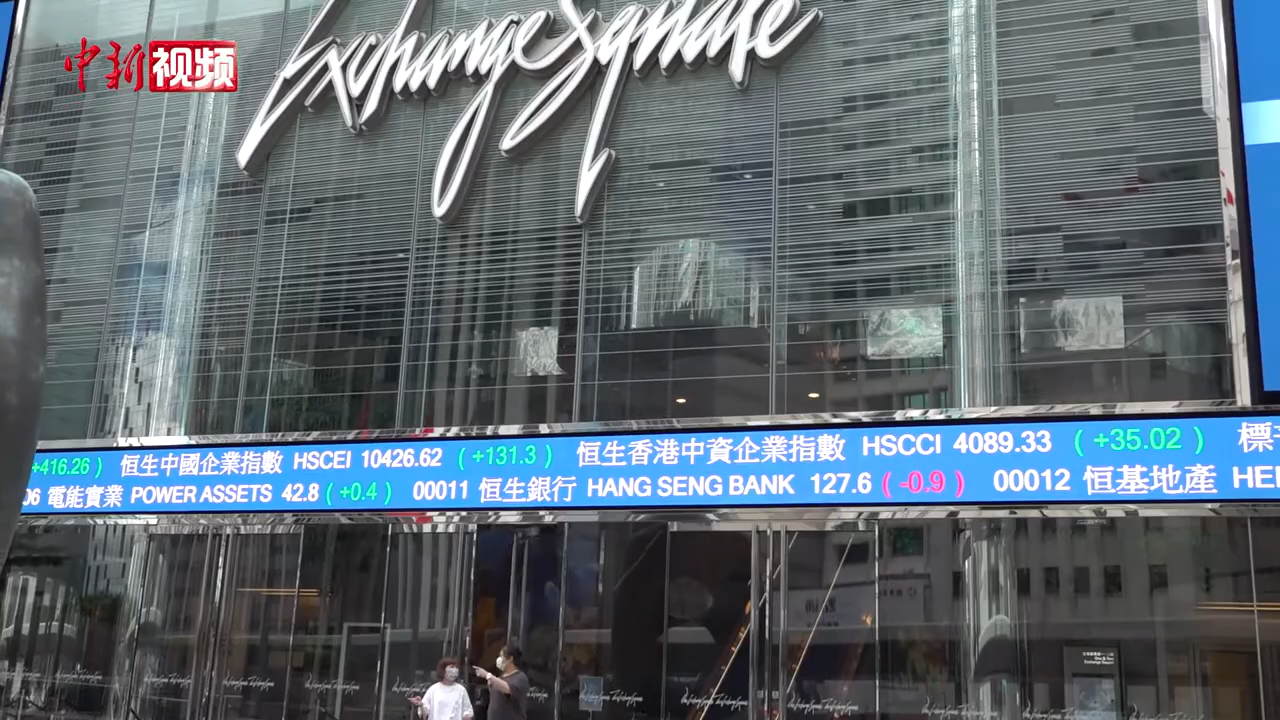 中新视频
Exchange Square
+416.26 ) 恒生中國企業指數 HSCEI 10426.62 ( +131.3 ) 恒生香港中資企業指數 HSCCI 4089.33 ( +35.02 ) 標
06 電能實業 POWER ASSETS 42.8 ( +0.4 ) 00011 恒生銀行 HANG SENG BANK 127.6 ( -0.9 ) 00012 恒基地產 HE